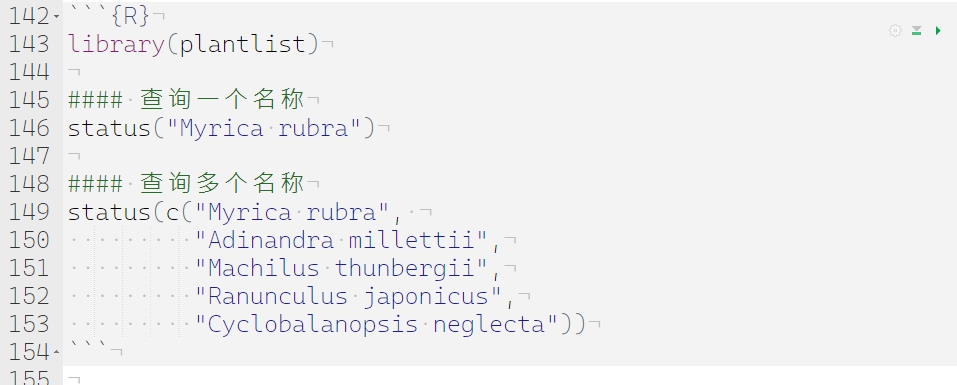 142 ```{R}
143 library(plantlist)
144
145 #### 查询一个名称
146 status("Myrica rubra")
147
148 #### 查询多个名称
149 status(c("Myrica rubra",
150          "Adinandra millettii",
151          "Machilus thunbergii",
152          "Ranunculus japonicus",
153          "Cyclobalanopsis neglecta"))
154 ```
155